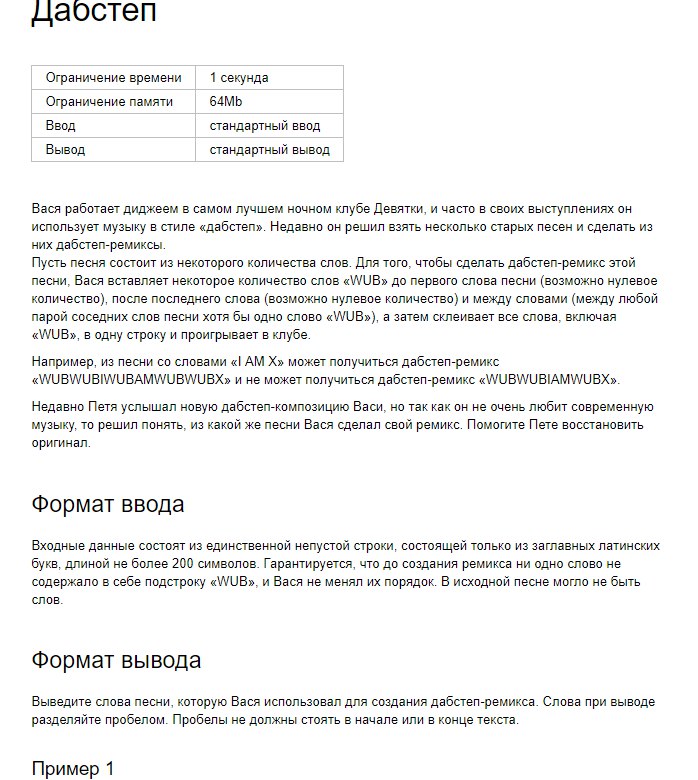 Дабстеп
Ограничение времени 1 секунда
Ограничение памяти 64Mb
Ввод стандартный ввод
Вывод стандартный вывод
Вася работает диджеем в самом лучшем ночном клубе Девятки, и часто в своих выступлениях он
использует музыку в стиле «дабстеп». Недавно он решил взять несколько старых песен и сделать из
них дабстеп-ремиксы.
Пусть песня состоит из некоторого количества слов. Для того, чтобы сделать дабстеп-ремикс этой
песни, Вася вставляет некоторое количество слов «WUB» до первого слова песни (возможно нулевое
количество), после последнего слова (возможно нулевое количество) и между словами (между любой
парой соседних слов песни хотя бы одно слово «WUB»), а затем склеивает все слова, включая
«WUB», в одну строку и проигрывает в клубе.
Например, из песни со словами «I AM X» может получиться дабстеп-ремикс
«WUBWUBIWUBAMWUBWUBX» и не может получиться дабстеп-ремикс «WUBWUBIAMWUBX».
Недавно Петя услышал новую дабстеп-композицию Васи, но так как он не очень любит современную
музыку, то решил понять, из какой же песни Вася сделал свой ремикс. Помогите Пете восстановить
оригинал.
Формат ввода
Входные данные состоят из единственной непустой строки, состоящей только из заглавных латинских
букв, длиной не более 200 символов. Гарантируется, что до создания ремикса ни одно слово не
содержало в себе подстроку «WUB», и Вася не менял их порядок. В исходной песне могло не быть
слов.
Формат вывода
Выведите слова песни, которую Вася использовал для создания дабстеп-ремикса. Слова при выводе
разделяйте пробелом. Пробелы не должны стоять в начале или в конце текста.
Пример 1